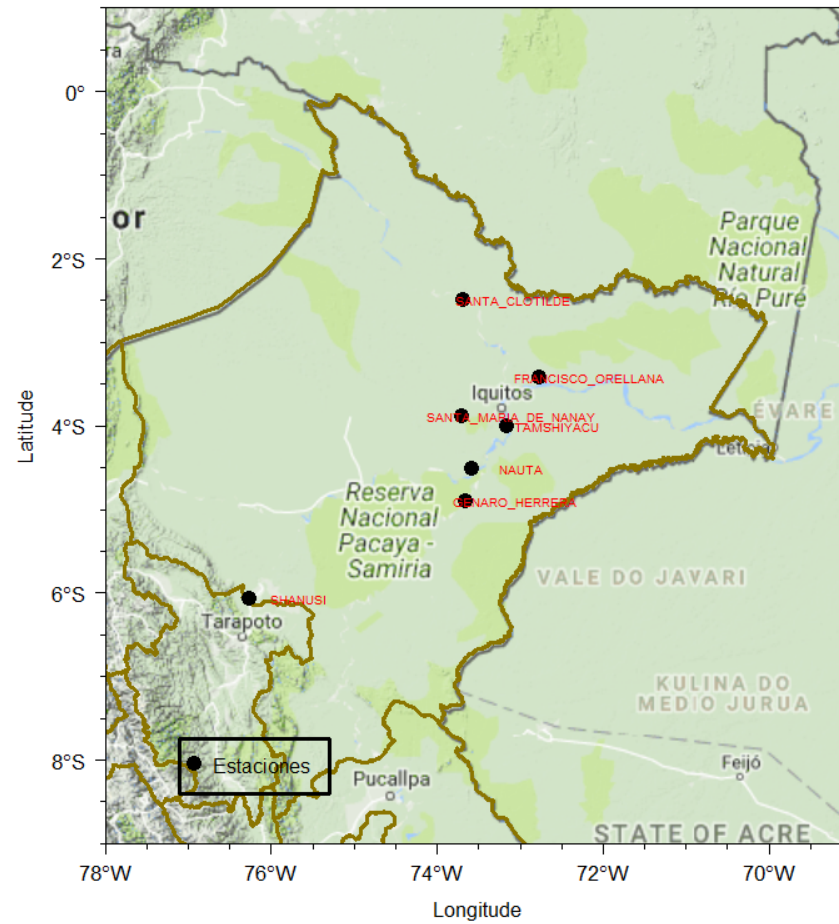 ra
0°
or
Parque
Nacional
Natural
Río Puré
2°S
SANTA_CLOTILDE
FRANCISCO_ORELLANA
Iquitos
SANTA_MARIA_DE_NANAY
TAMSHIYACU
ÉVARE
4°S
Latitude
Leticia
NAUTA
Reserva
Nacional
Pacaya -
Samiria
GENARO_HERRERA
VALE DO JAVARI
6°S
SHANUSI
Tarapoto
KULINA DO
MEDIO JURUA
8°S
Estaciones
Pucallpa
Feijó
STATE OF ACRE
78°W 76°W 74°W 72°W 70°W
Longitude